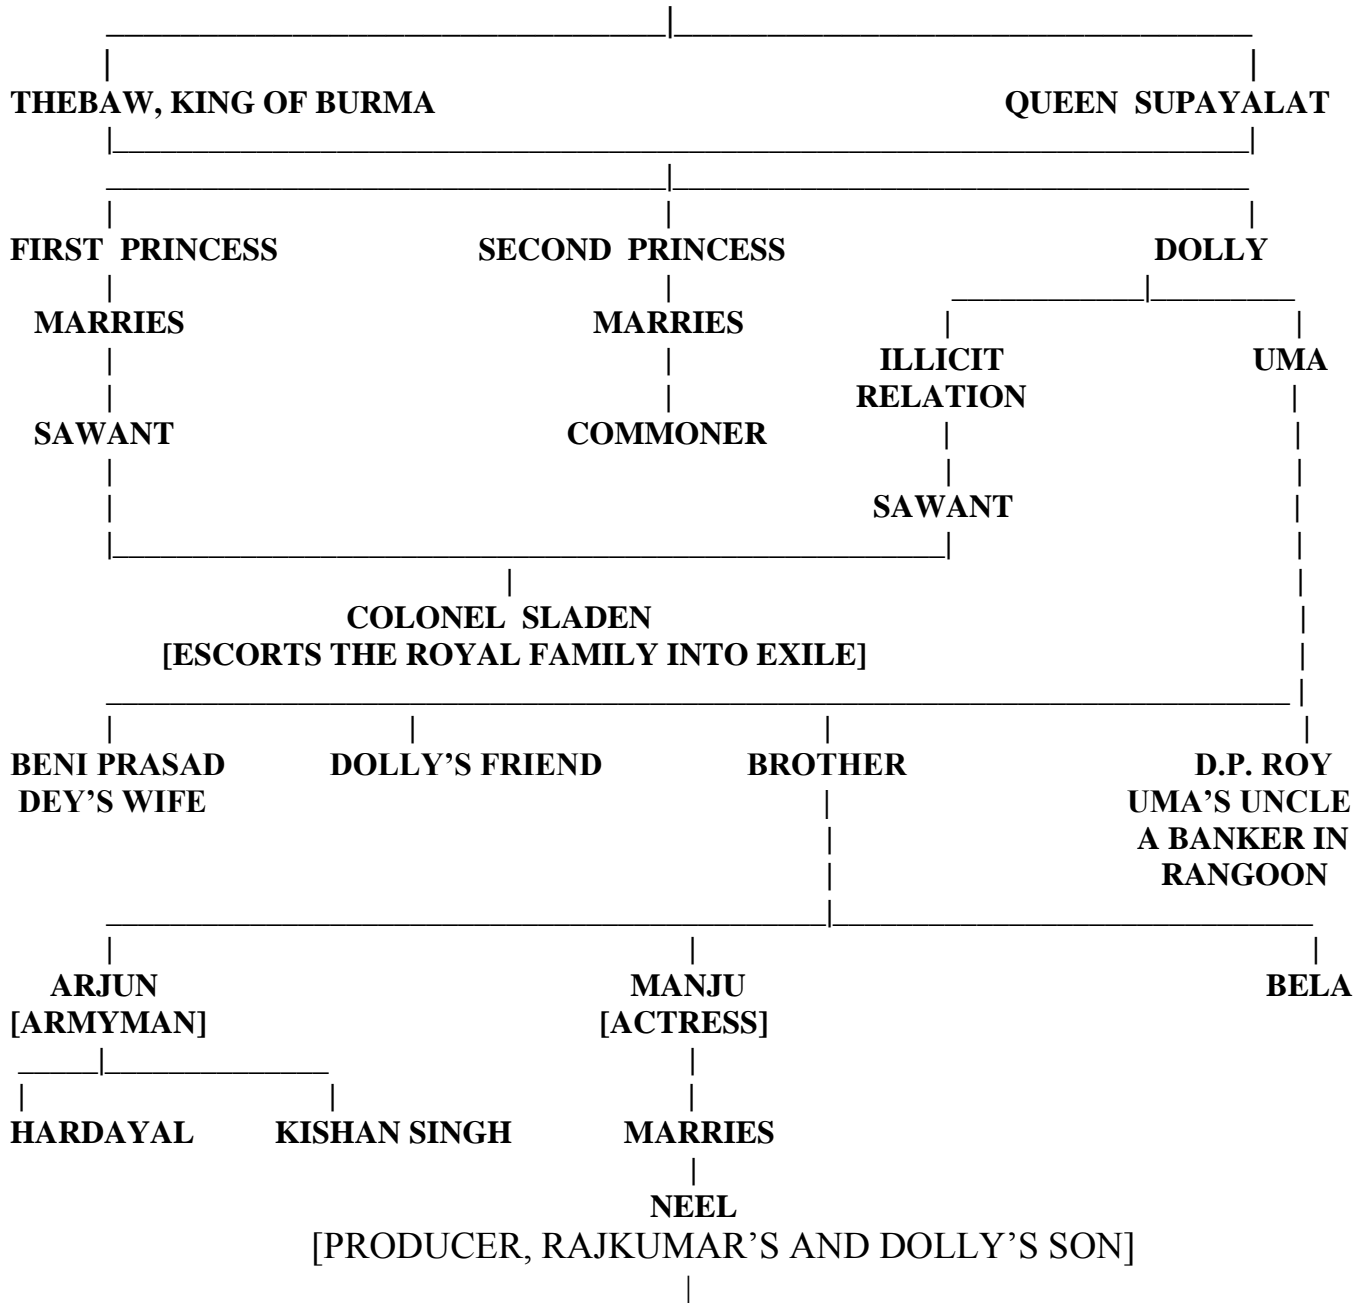 THEBAW, KING OF BURMA QUEEN SUPAYALAT
FIRST PRINCESS SECOND PRINCESS DOLLY
MARRIES MARRIES
ILLICIT UMA
RELATION
SAWANT COMMONER
SAWANT
COLONEL SLADEN
[ESCORTS THE ROYAL FAMILY INTO EXILE]
BENI PRASAD DOLLY’S FRIEND BROTHER D.P. ROY
DEY’S WIFE UMA’S UNCLE
A BANKER IN
RANGOON
ARJUN MANJU BELA
[ARMYMAN] [ACTRESS]
HARDAYAL KISHAN SINGH MARRIES
NEEL
[PRODUCER, RAJKUMAR’S AND DOLLY’S SON]